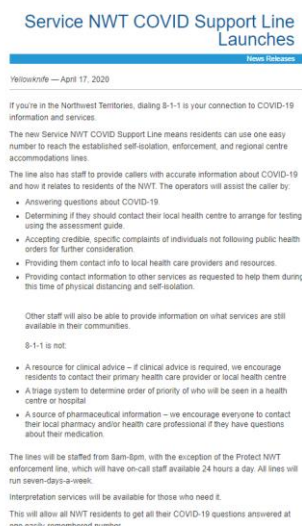 Service NWT COVID Support Line
Launches
News Releases
Yellowknife — April 17, 2020
If you're in the Northwest Territories, dialing 8-1-1 is your connection to COVID-19
information and services.
The new Service NWT COVID Support Line means residents can use one easy
number to reach the established self-isolation, enforcement, and regional centre
accommodations lines.
The line also has staff to provide callers with accurate information about COVID-19
and how it relates to residents of the NWT. The operators will assist the caller by:
• Answering questions about COVID-19.
• Determining if they should contact their local health centre to arrange for testing
using the assessment guide.
• Accepting credible, specific complaints of individuals not following public health
orders for further consideration.
• Providing them contact info to local health care providers and resources.
• Providing contact information to other services as requested to help them during
this time of physical distancing and self-isolation.
Other staff will also be able to provide information on what services are still
available in their communities.
8-1-1 is not:
• A resource for clinical advice – if clinical advice is required, we encourage
residents to contact their primary health care provider or local health centre
• A triage system to determine order of priority of who will be seen in a health
centre or hospital
• A source of pharmaceutical information – we encourage everyone to contact
their local pharmacy and/or health care professional if they have questions
about their medication.
The lines will be staffed from 8am-8pm, with the exception of the Protect NWT
enforcement line, which will have on-call staff available 24 hours a day. All lines will
run seven-days-a-week.
Interpretation services will be available for those who need it.
This will allow all NWT residents to get all their COVID-19 questions answered at
one easily remembered number.